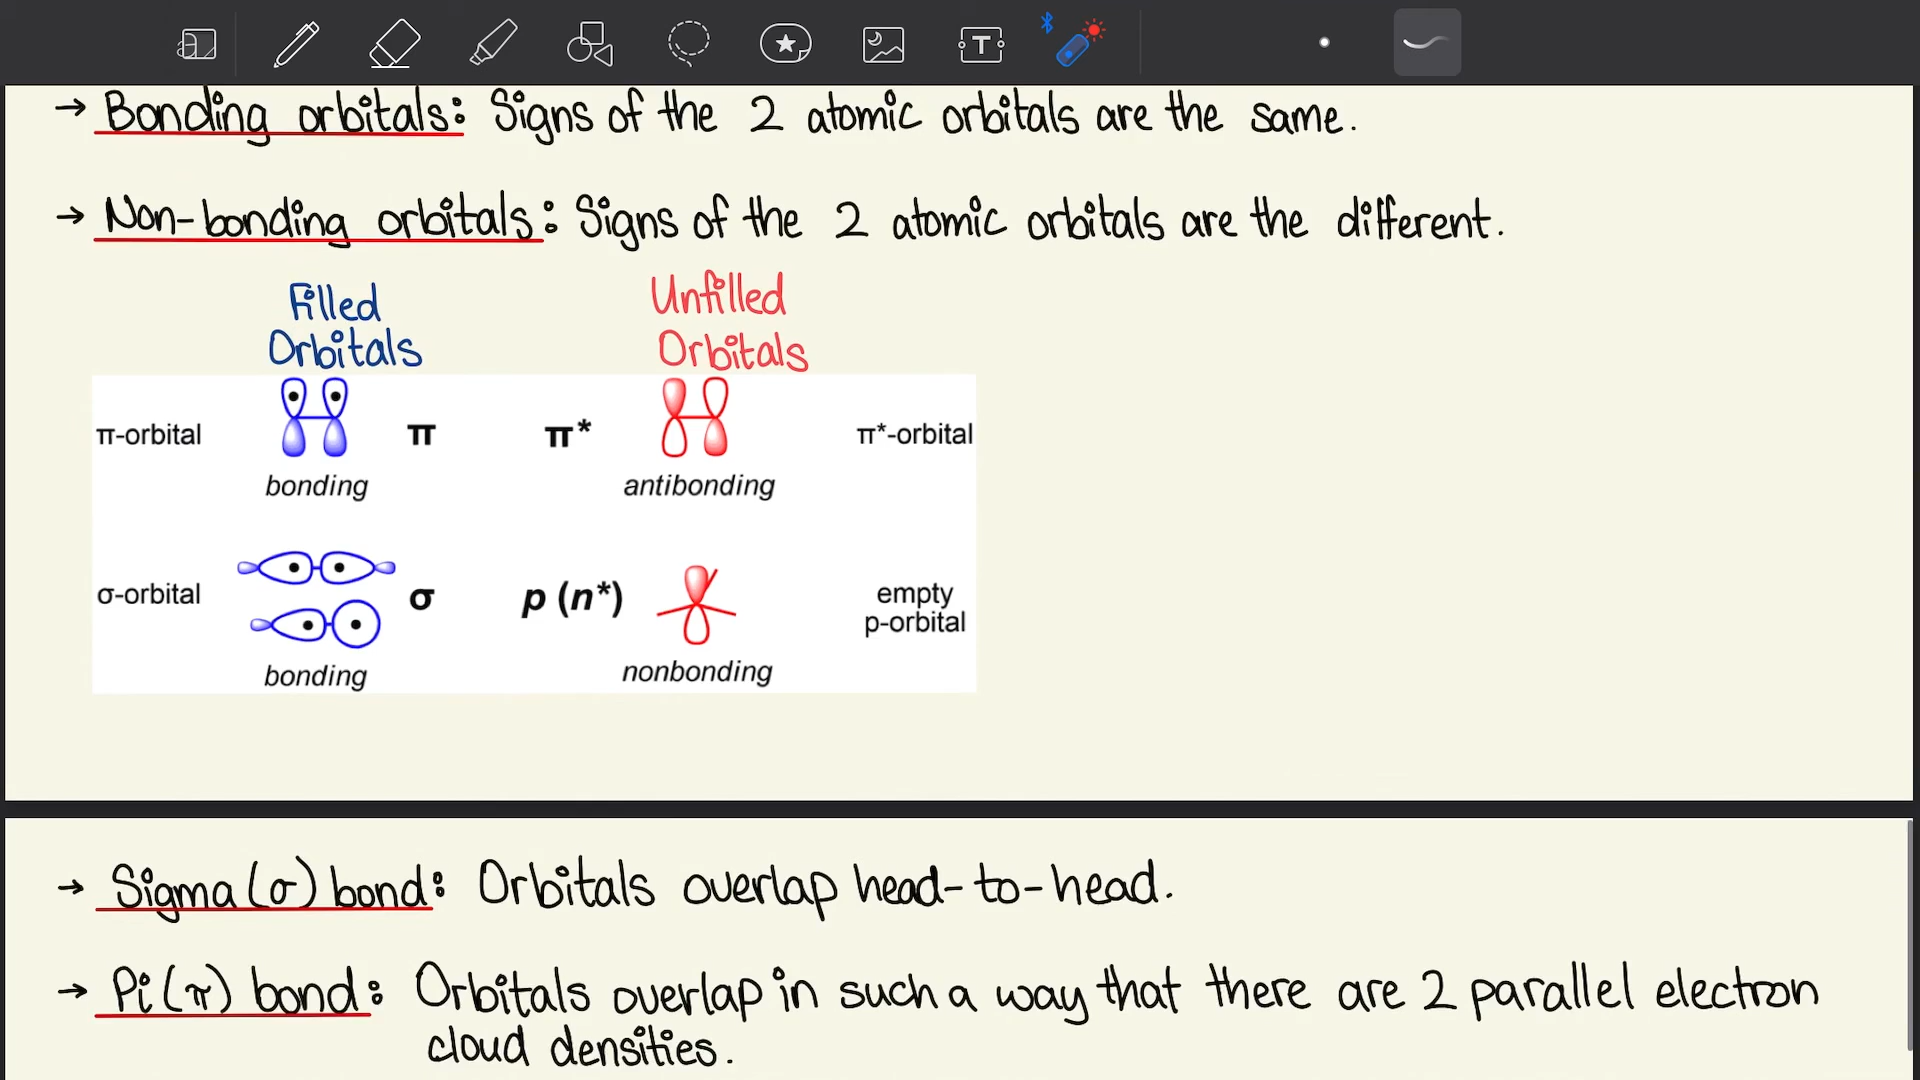 → Bonding orbitals: Signs of the 2 atomic orbitals are the same.
→ Non-bonding orbitals: Signs of the 2 atomic orbitals are the different.
Filled
Orbitals
Unfilled
Orbitals
π-orbital π π* π*-orbital
bonding antibonding
σ-orbital σ p (n*) empty
p-orbital
bonding nonbonding
→ Sigma (σ) bond: Orbitals overlap head-to-head.
→ Pi (π) bond: Orbitals overlap in such a way that there are 2 parallel electron
cloud densities.